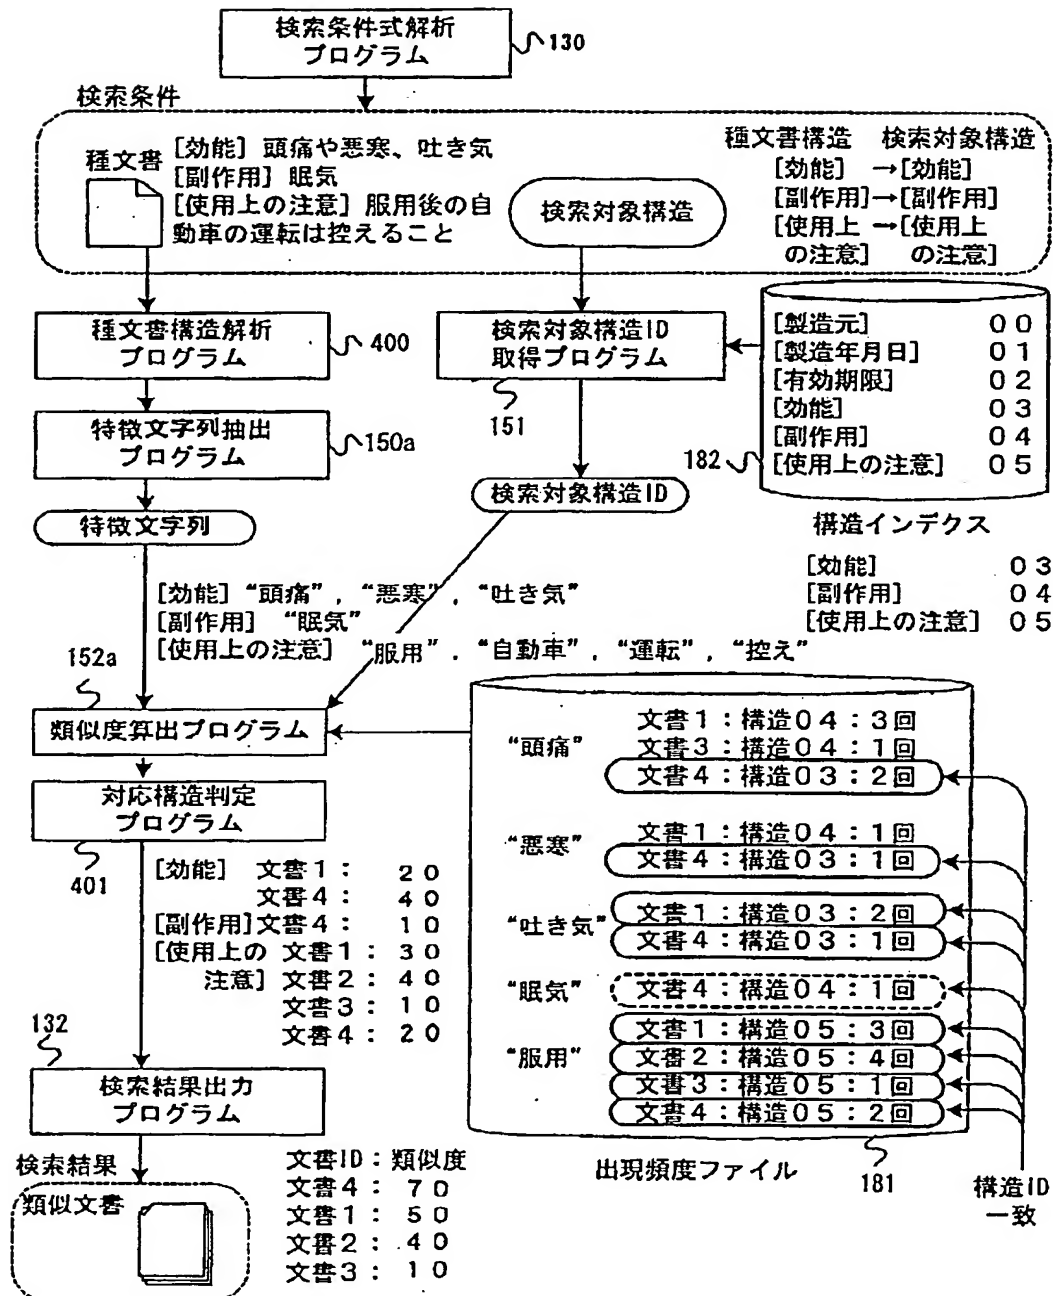 検索条件式解析
プログラム
130
検索条件
種文書
[効能] 頭痛や悪寒、吐き気
[副作用] 眠気
[使用上の注意] 服用後の自
動車の運転は控えること
検索対象構造
種文書構造 検索対象構造
[効能] →[効能]
[副作用]→[副作用]
[使用上 →[使用上
の注意] の注意]
種文書構造解析
プログラム
400
検索対象構造ID
取得プログラム
151
[製造元] 00
[製造年月日] 01
[有効期限] 02
[効能] 03
[副作用] 04
[使用上の注意] 05
182
構造インデクス
特徴文字列抽出
プログラム
150a
検索対象構造ID
特徴文字列
[効能] 03
[副作用] 04
[使用上の注意] 05
[効能] “頭痛”, “悪寒”, “吐き気”
[副作用] “眠気”
[使用上の注意] “服用”. “自動車”, “運転”, “控え”
152a
類似度算出プログラム
対応構造判定
プログラム
401
“頭痛”
文書1:構造04:3回
文書3:構造04:1回
文書4:構造03:2回
“悪寒”
文書1:構造04:1回
文書4:構造03:1回
“吐き気”
文書1:構造03:2回
文書4:構造03:1回
“眠気”
文書4:構造04:1回
“服用”
文書1:構造05:3回
文書2:構造05:4回
文書3:構造05:1回
文書4:構造05:2回
出現頻度ファイル
181
構造ID
一致
[効能] 文書1: 20
文書4: 40
[副作用]文書4: 10
[使用上の 文書1: 30
注意] 文書2: 40
文書3: 10
文書4: 20
132
検索結果出力
プログラム
検索結果
類似文書
文書ID:類似度
文書4: 70
文書1: 50
文書2: 40
文書3: 10